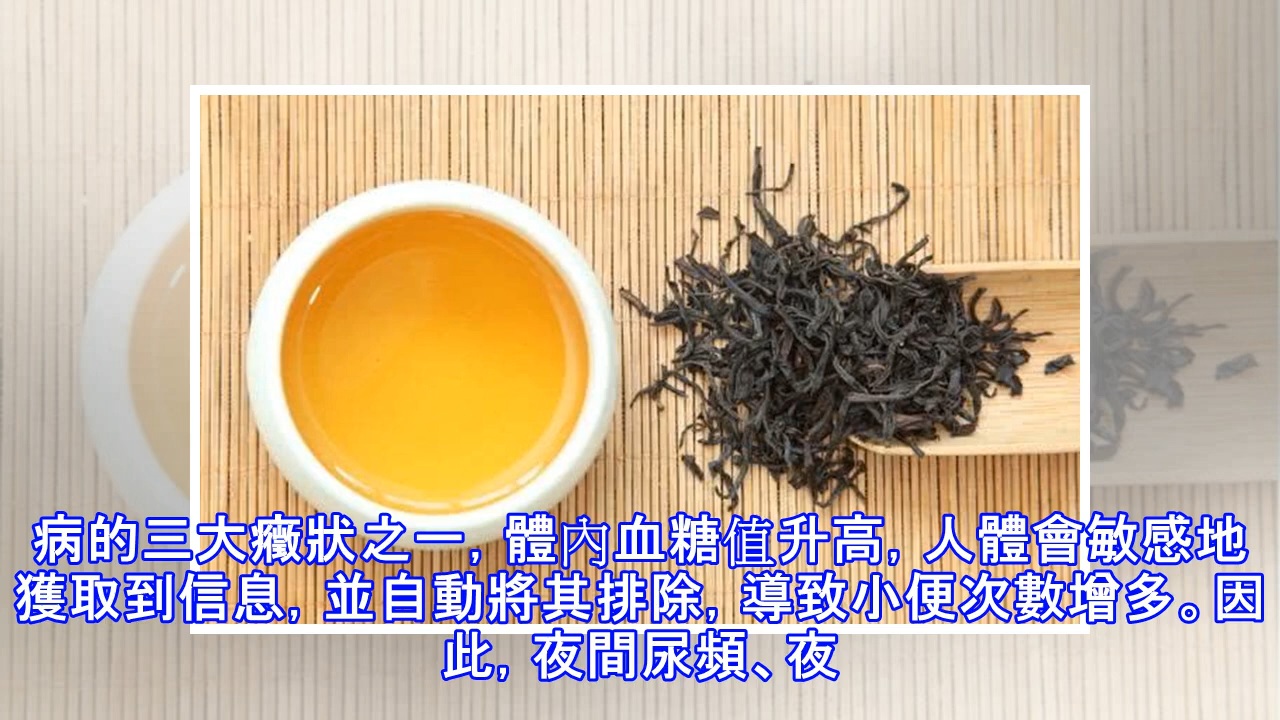 病的三大癥狀之一, 體內血糖值升高, 人體會敏感地
獲取到信息, 並自動將其排除, 導致小便次數增多。因
此, 夜間尿頻、夜